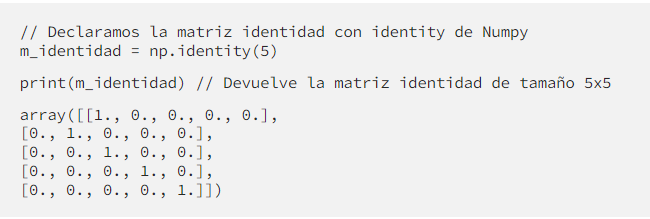 // Declaramos la matriz identidad con identity de Numpy
m_identidad = np.identity(5)
print(m_identidad) // Devuelve la matriz identidad de tamaño 5x5
array([[1., 0., 0., 0., 0.],
[0., 1., 0., 0., 0.],
[0., 0., 1., 0., 0.],
[0., 0., 0., 1., 0.],
[0., 0., 0., 0., 1.]])